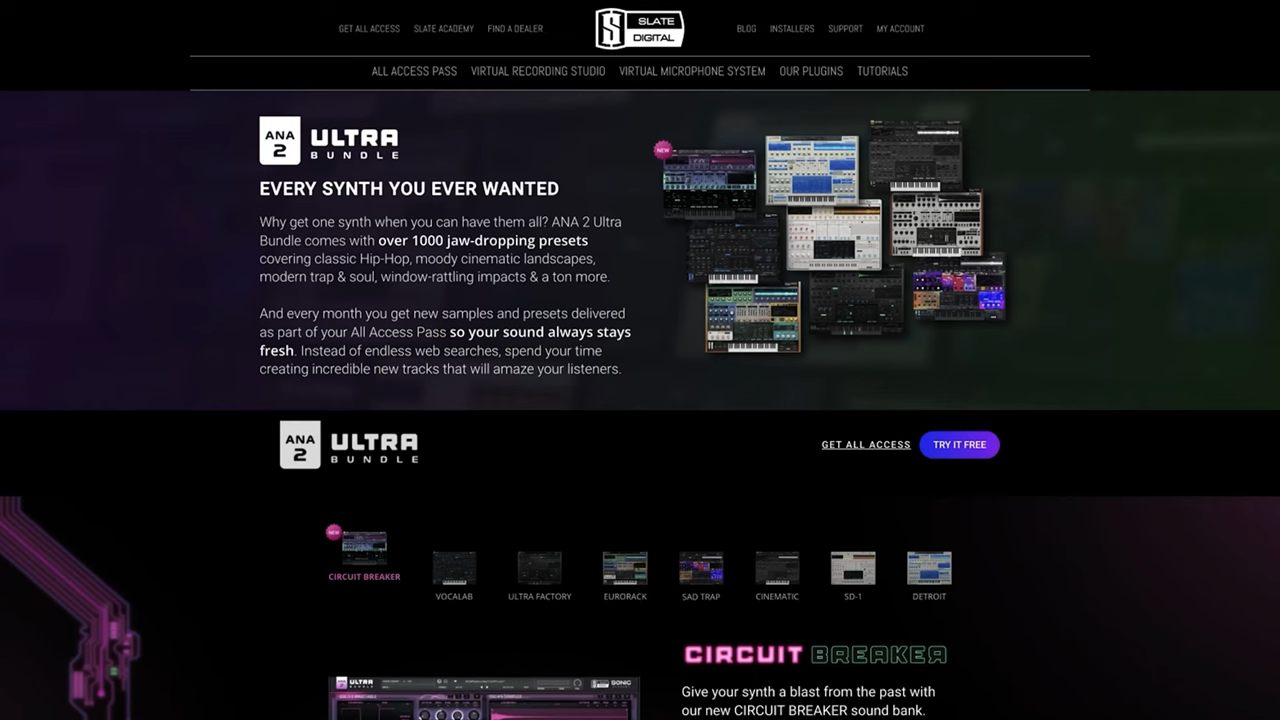 GET ALL ACCESS
SLATE ACADEMY
FIND A DEALER
SLATE
DIGITAL
BLOG
INSTALLERS
SUPPORT
MY ACCOUNT
ALL ACCESS PASS
VIRTUAL RECORDING STUDIO
VIRTUAL MICROPHONE SYSTEM
OUR PLUGINS
TUTORIALS
ANA
2
ULTRA
BUNDLE
EVERY SYNTH YOU EVER WANTED
Why get one synth when you can have them all? ANA 2 Ultra
Bundle comes with over 1000 jaw-dropping presets
covering classic Hip-Hop, moody cinematic landscapes,
modern trap & soul, window-rattling impacts & a ton more.
And every month you get new samples and presets delivered
as part of your All Access Pass so your sound always stays
fresh. Instead of endless web searches, spend your time
creating incredible new tracks that will amaze your listeners.
NEW
ANA
2
ULTRA
BUNDLE
GET ALL ACCESS
TRY IT FREE
NEW
CIRCUIT BREAKER
VOCALAB
ULTRA FACTORY
EURORACK
SAD TRAP
CINEMATIC
SD-1
DETROIT
CIRCUIT BREAKER
Give your synth a blast from the past with
our new CIRCUIT BREAKER sound bank.
ULTRA
BUNDLE
SONIC